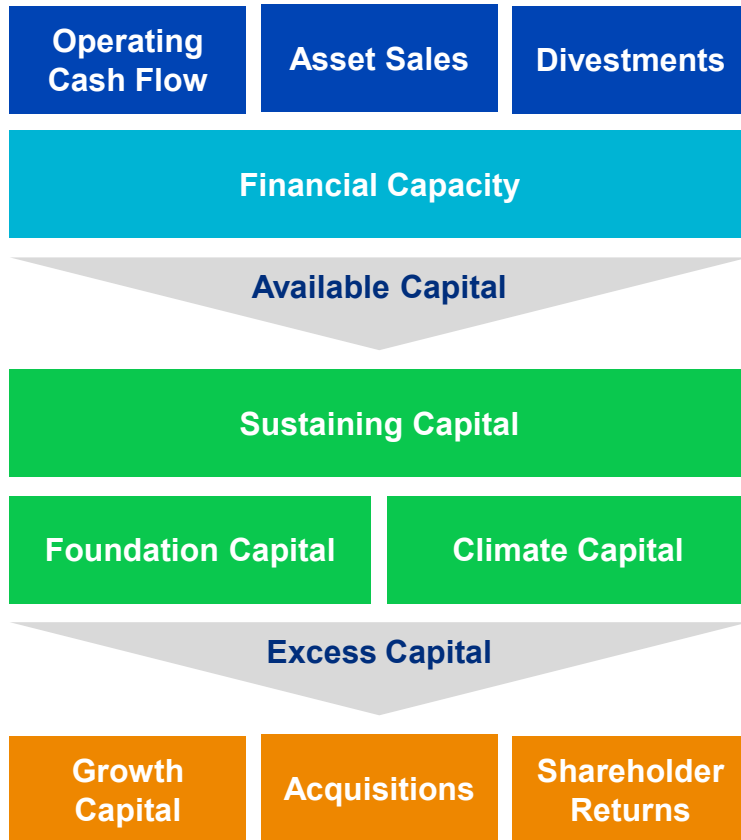 Operating
Cash Flow
Asset Sales
Divestments
Financial Capacity
Available Capital
Sustaining Capital
Foundation Capital
Climate Capital
Excess Capital
Growth
Capital
Acquisitions
Shareholder
Returns